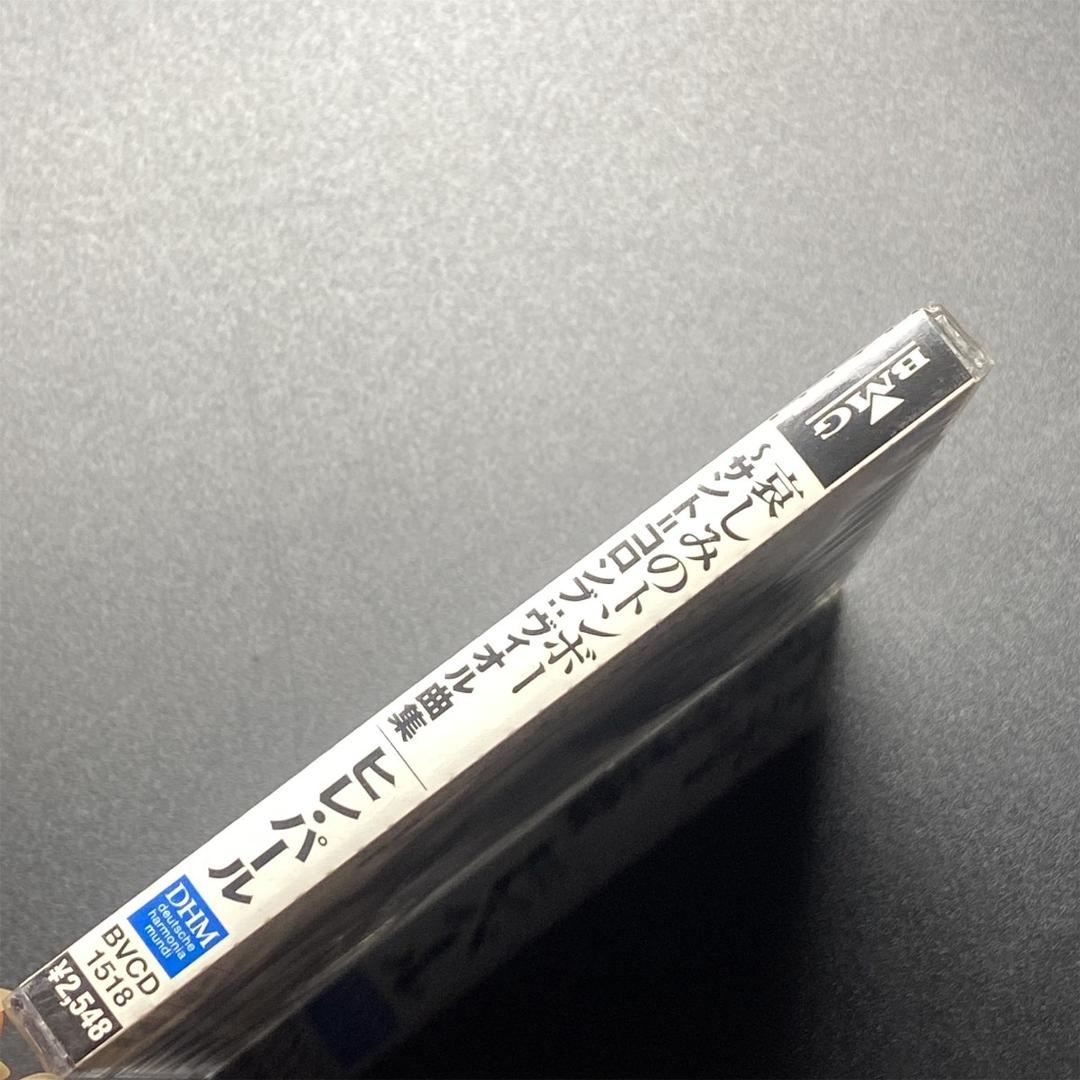 BMG
哀しみのトンボー
～サント=コロンブ:ヴィオル曲集
ヒレ・パール
DHM
deutsche
harmonia
mundi
BVCD
1518
¥2,548